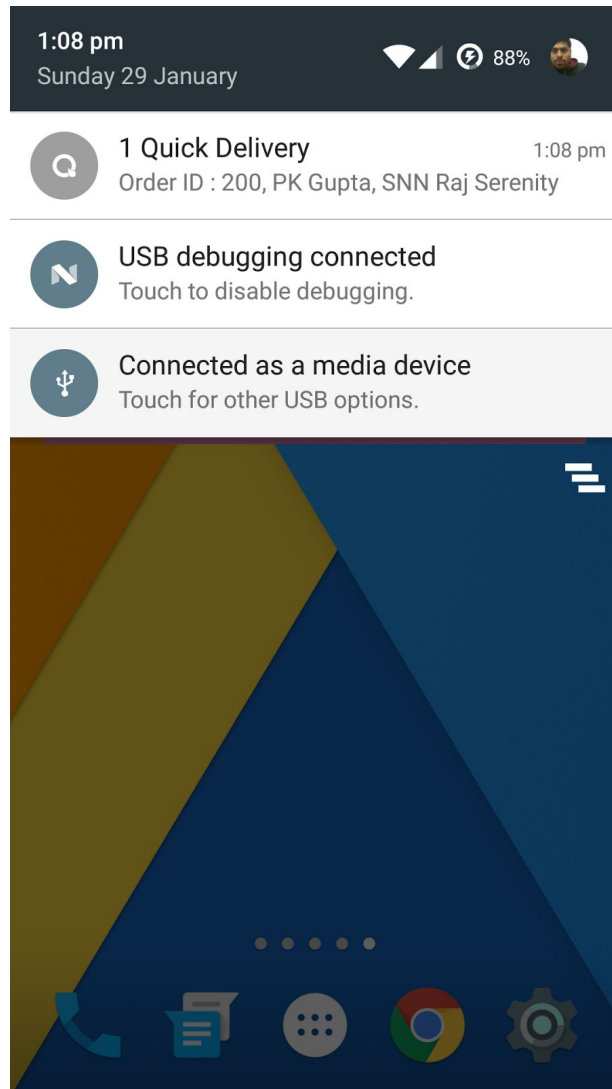 1:08 pm
Sunday 29 January
88%
Q
1 Quick Delivery
1:08 pm
Order ID : 200, PK Gupta, SNN Raj Serenity
N
USB debugging connected
Touch to disable debugging.
Connected as a media device
Touch for other USB options.